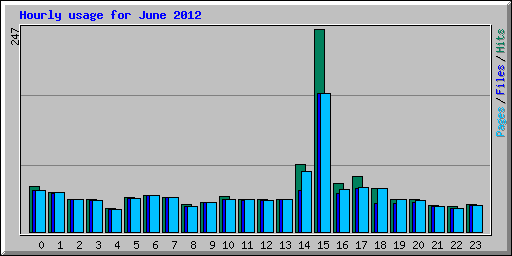 Hourly usage for June 2012
247
Pages / Files / Hits
0 1 2 3 4 5 6 7 8 9 10 11 12 13 14 15 16 17 18 19 20 21 22 23